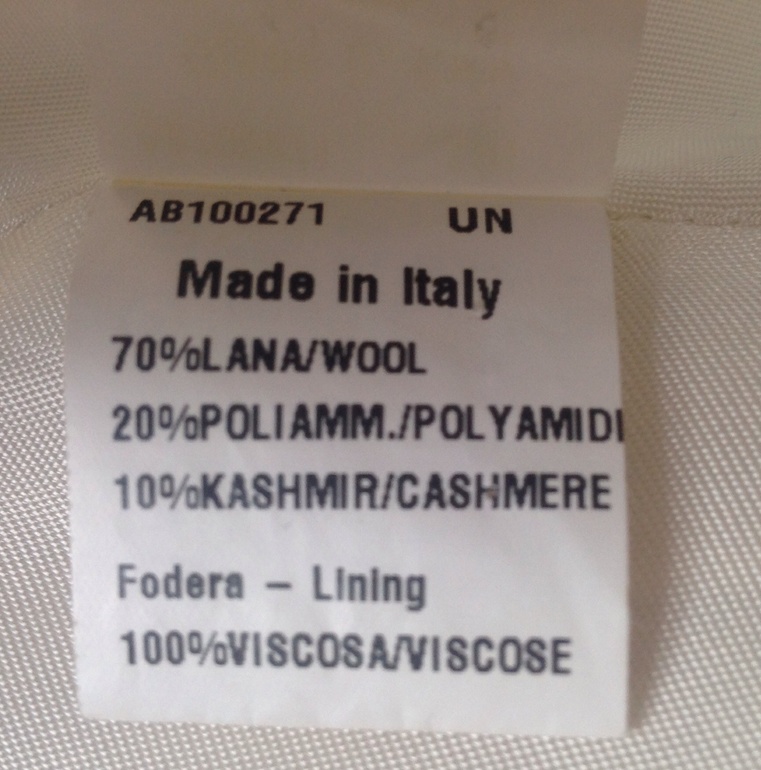 AB100271 UN
Made in Italy
70%LANA/WOOL
20%POLIAMM./POLYAMIDI
10%KASHMIR/CASHMERE
Fodera – Lining
100%VISCOSA/VISCOSE